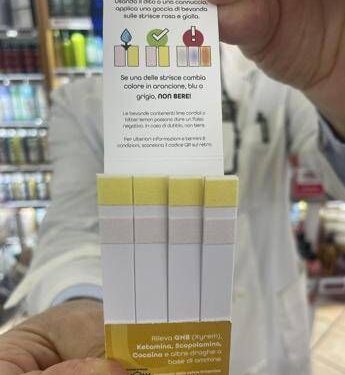 Usando il dito o una cannuccia,
applica una goccia di bevanda
sulle strisce rosa e gialla.
Se una delle strisce cambia
colore in arancione, blu o
grigio, NON BERE!
Le bevande contenenti lime cordial o
bitter lemon possono dare un falso
negativo. In caso di dubbio, non bere.
Per ulteriori informazioni e termini e
condizioni, scansiona il codice QR sul retro.
Rileva GHB (Xyrem),
Ketamina, Scopolamina,
Cocaina e altre droghe a
base di ammine